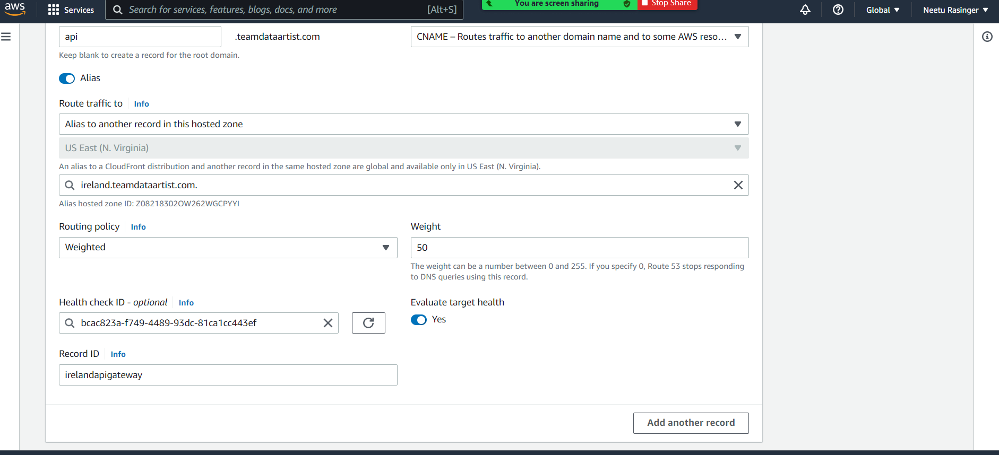 aws
Services
Search for services, features, blogs, docs, and more [Alt+S]
You are screen sharing
Stop Share
Global
Neetu Rasinger
api
.teamdataartist.com
CNAME – Routes traffic to another domain name and to some AWS reso...
Keep blank to create a record for the root domain.
Alias
Route traffic to Info
Alias to another record in this hosted zone
US East (N. Virginia)
An alias to a CloudFront distribution and another record in the same hosted zone are global and available only in US East (N. Virginia).
ireland.teamdataartist.com.
Alias hosted zone ID: Z08218302OW262WGCPYYI
Routing policy Info
Weighted
Weight
50
The weight can be a number between 0 and 255. If you specify 0, Route 53 stops responding
to DNS queries using this record.
Health check ID - optional Info
bcac823a-f749-4489-93dc-81ca1cc443ef
Evaluate target health
Yes
Record ID Info
irelandapigateway
Add another record